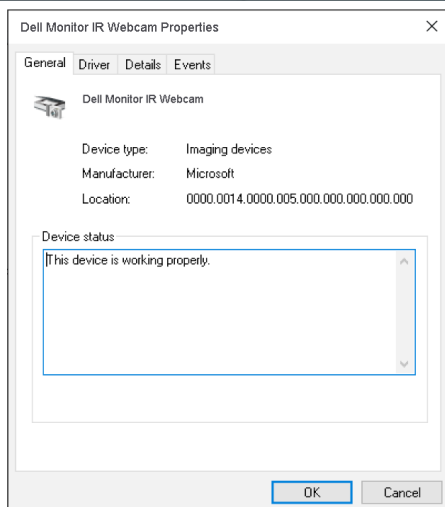 Dell Monitor IR Webcam Properties
General Driver Details Events
Dell Monitor IR Webcam
Device type: Imaging devices
Manufacturer: Microsoft
Location: 0000.0014.0000.005.000.000.000.000.000
Device status
This device is working properly.
OK Cancel